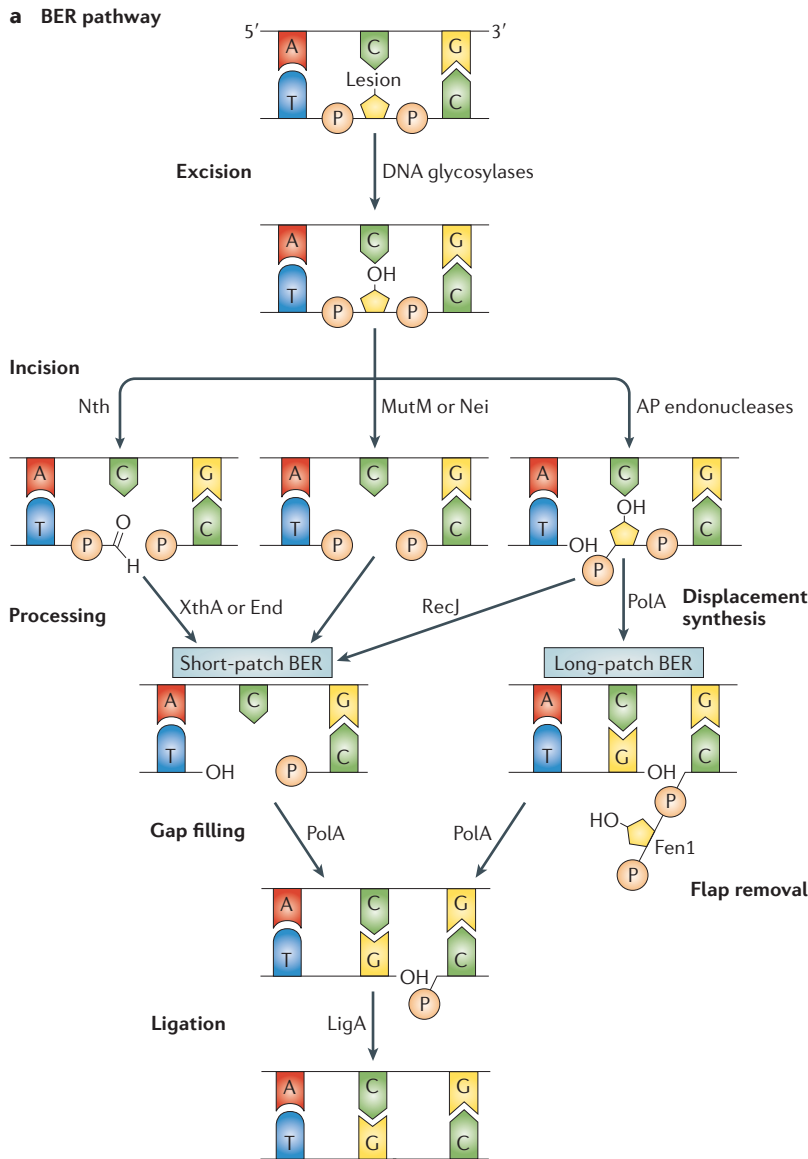 a BER pathway
5′ 3′
A C G
Lesion
T P P C
Excision DNA glycosylases
A C G
OH
T P P C
Incision
Nth MutM or Nei AP endonucleases
A C G A C G A C G
O OH
T P P C T P P C T OH P C
H P
Processing XthA or End RecJ PolA Displacement
synthesis
Short-patch BER Long-patch BER
A C G A C G
T OH P C T G OH C
P
HO
Gap filling PolA PolA Fen1
P
Flap removal
A C G
T G OH C
P
Ligation LigA
A C G
T G C